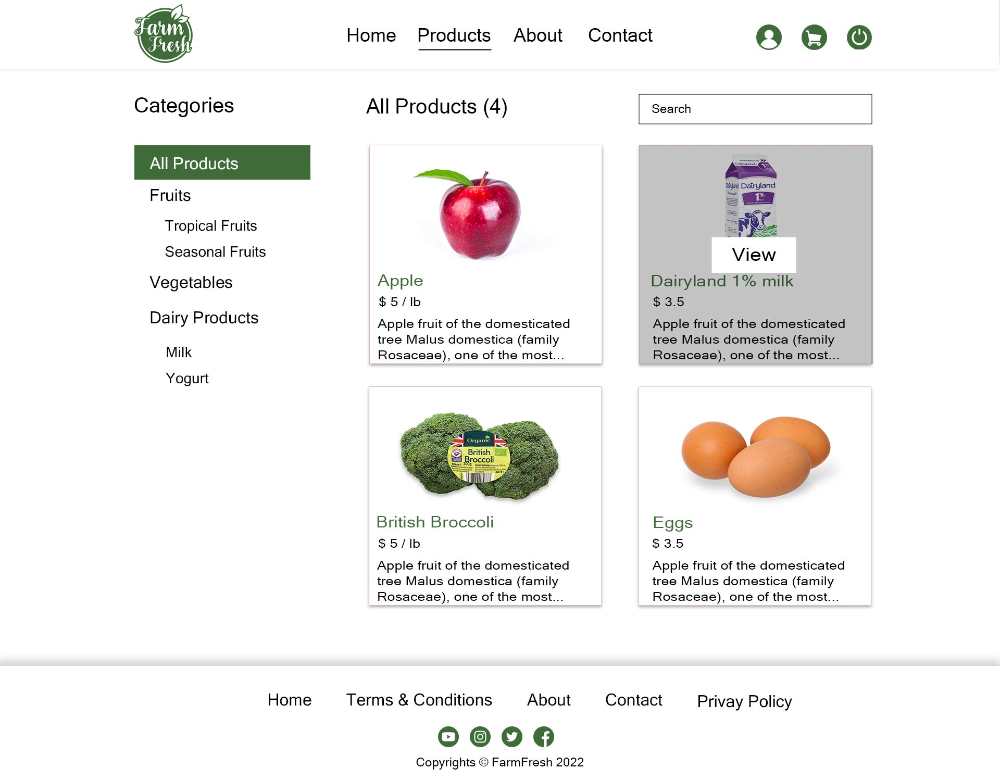 Farm
Fresh
Home Products About Contact
Categories
All Products (4)
Search
All Products
Fruits
Tropical Fruits
Seasonal Fruits
Vegetables
Dairy Products
Milk
Yogurt
Apple
$ 5 / lb
Apple fruit of the domesticated
tree Malus domestica (family
Rosaceae), one of the most...
Dairyland
1%
Dairyland
Dairyland
1%
View
Dairyland 1% milk
$ 3.5
Apple fruit of the domesticated
tree Malus domestica (family
Rosaceae), one of the most...
Organic
British
Broccoli
Class I 300g
02781
British Broccoli
$ 5 / lb
Apple fruit of the domesticated
tree Malus domestica (family
Rosaceae), one of the most...
Eggs
$ 3.5
Apple fruit of the domesticated
tree Malus domestica (family
Rosaceae), one of the most...
Home Terms & Conditions About Contact Privay Policy
Copyrights © FarmFresh 2022